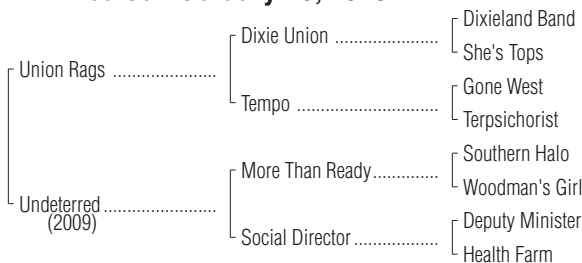 Dixieland Band
Dixie Union ....................
She's Tops
Union Rags ....................
Gone West
Tempo ...........................
Terpsichorist
Southern Halo
More Than Ready.............
Woodman's Girl
Undeterred ......................
(2009)
Deputy Minister
Social Director .................
Health Farm